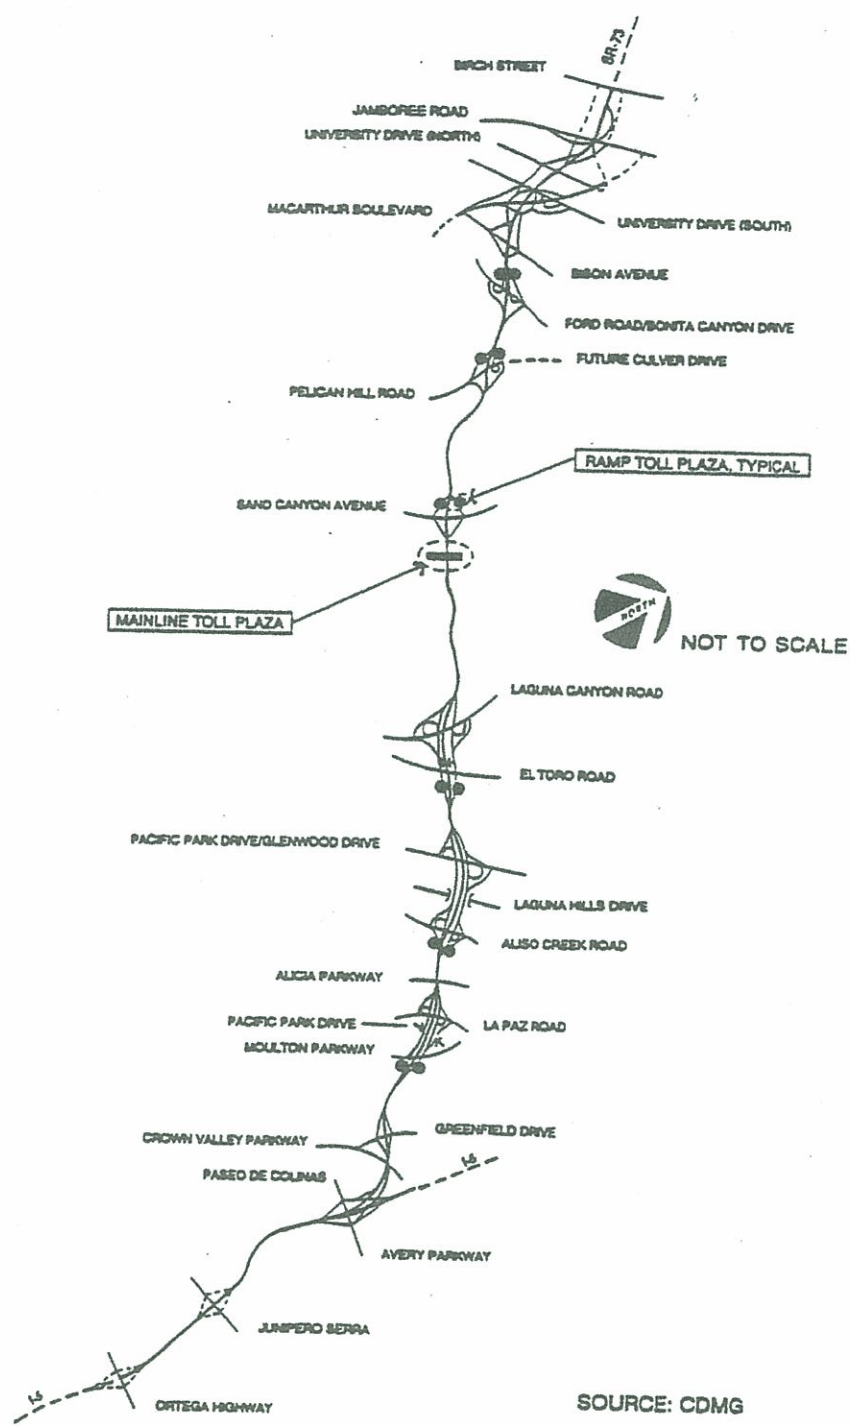 SR-73
BIRCH STREET
JAMBOREE ROAD
UNIVERSITY DRIVE (NORTH)
MACARTHUR BOULEVARD
UNIVERSITY DRIVE (SOUTH)
BISON AVENUE
FORD ROAD/BONITA CANYON DRIVE
FUTURE CULVER DRIVE
PELICAN HILL ROAD
RAMP TOLL PLAZA, TYPICAL
SAND CANYON AVENUE
MAINLINE TOLL PLAZA
NORTH
NOT TO SCALE
LAGUNA CANYON ROAD
EL TORO ROAD
PACIFIC PARK DRIVE/GLENWOOD DRIVE
LAGUNA HILLS DRIVE
ALISO CREEK ROAD
ALICIA PARKWAY
PACIFIC PARK DRIVE
LA PAZ ROAD
MOULTON PARKWAY
GREENFIELD DRIVE
CROWN VALLEY PARKWAY
I-5
PASEO DE COLINAS
AVERY PARKWAY
JUNIPERO SERRA
I-5
ORTEGA HIGHWAY
SOURCE: CDMG